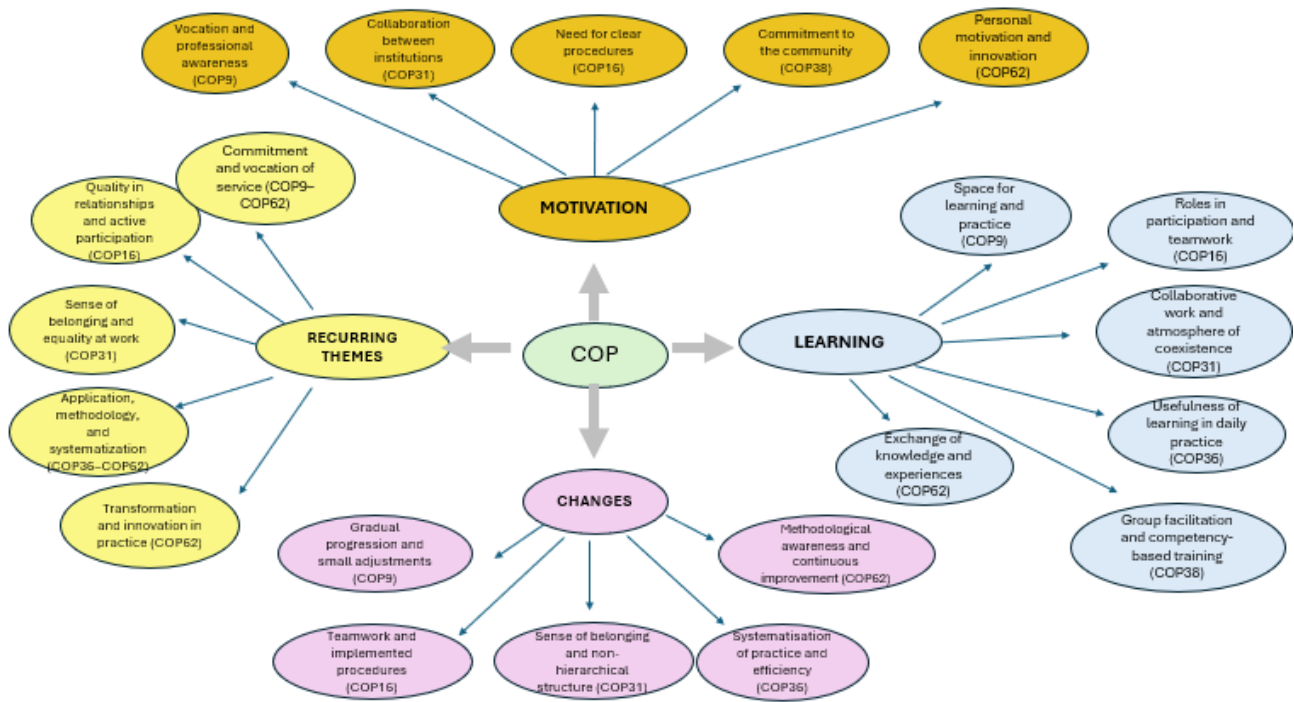 Vocation and
professional
awareness
(COP9)
Collaboration
between
institutions
(COP31)
Need for clear
procedures
(COP16)
Commitment to
the community
(COP38)
Personal
motivation and
innovation
(COP62)
MOTIVATION
Commitment
and vocation of
service (COP9–
COP62)
Quality in
relationships
and active
participation
(COP16)
Sense of
belonging and
equality at work
(COP31)
Application,
methodology,
and
systematization
(COP36–COP62)
Transformation
and innovation in
practice (COP62)
RECURRING
THEMES
COP
LEARNING
Space for
learning and
practice
(COP9)
Roles in
participation and
teamwork
(COP16)
Collaborative
work and
atmosphere of
coexistence
(COP31)
Usefulness of
learning in daily
practice
(COP36)
Exchange of
knowledge and
experiences
(COP62)
Group facilitation
and competency-
based training
(COP38)
CHANGES
Gradual
progression and
small adjustments
(COP9)
Methodological
awareness and
continuous
improvement (COP62)
Teamwork and
implemented
procedures
(COP16)
Sense of belonging
and non-
hierarchical
structure (COP31)
Systematisation
of practice and
efficiency
(COP36)